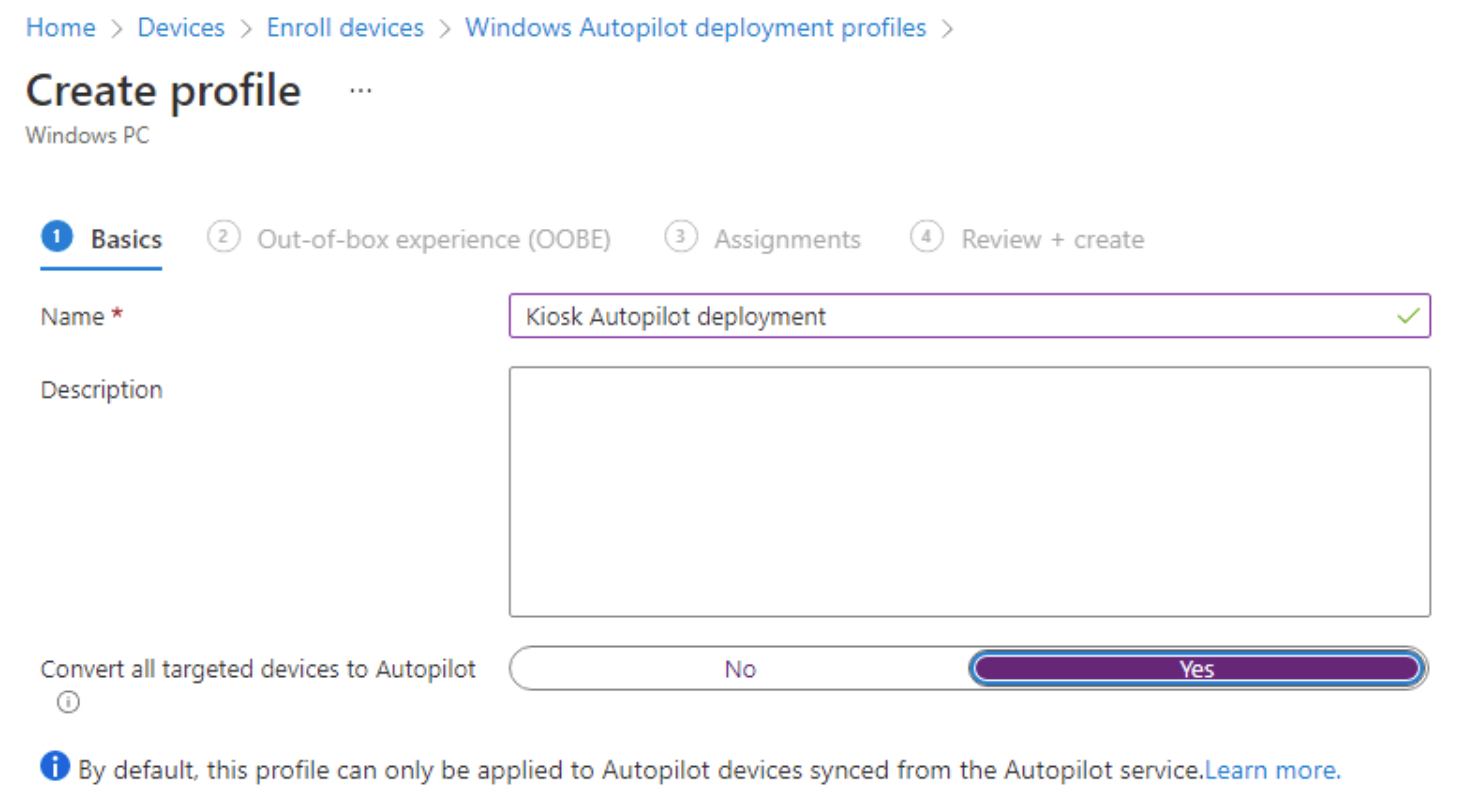 Home > Devices > Enroll devices > Windows Autopilot deployment profiles >
Create profile ...
Windows PC
1 Basics 2 Out-of-box experience (OOBE) 3 Assignments 4 Review + create
Name * Kiosk Autopilot deployment
Description
Convert all targeted devices to Autopilot No Yes
By default, this profile can only be applied to Autopilot devices synced from the Autopilot service.Learn more.